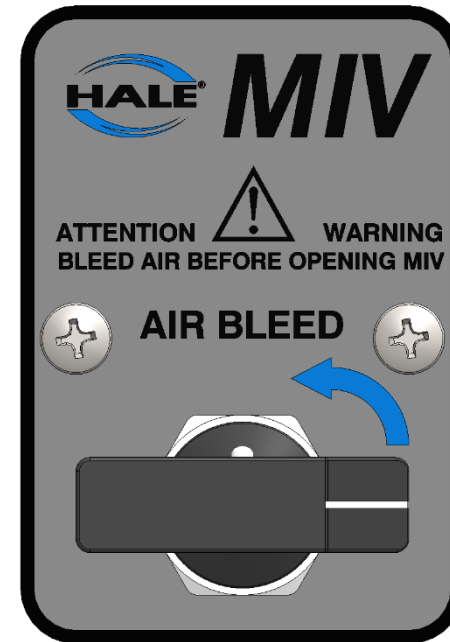 HALE® MIV
ATTENTION WARNING
BLEED AIR BEFORE OPENING MIV
AIR BLEED